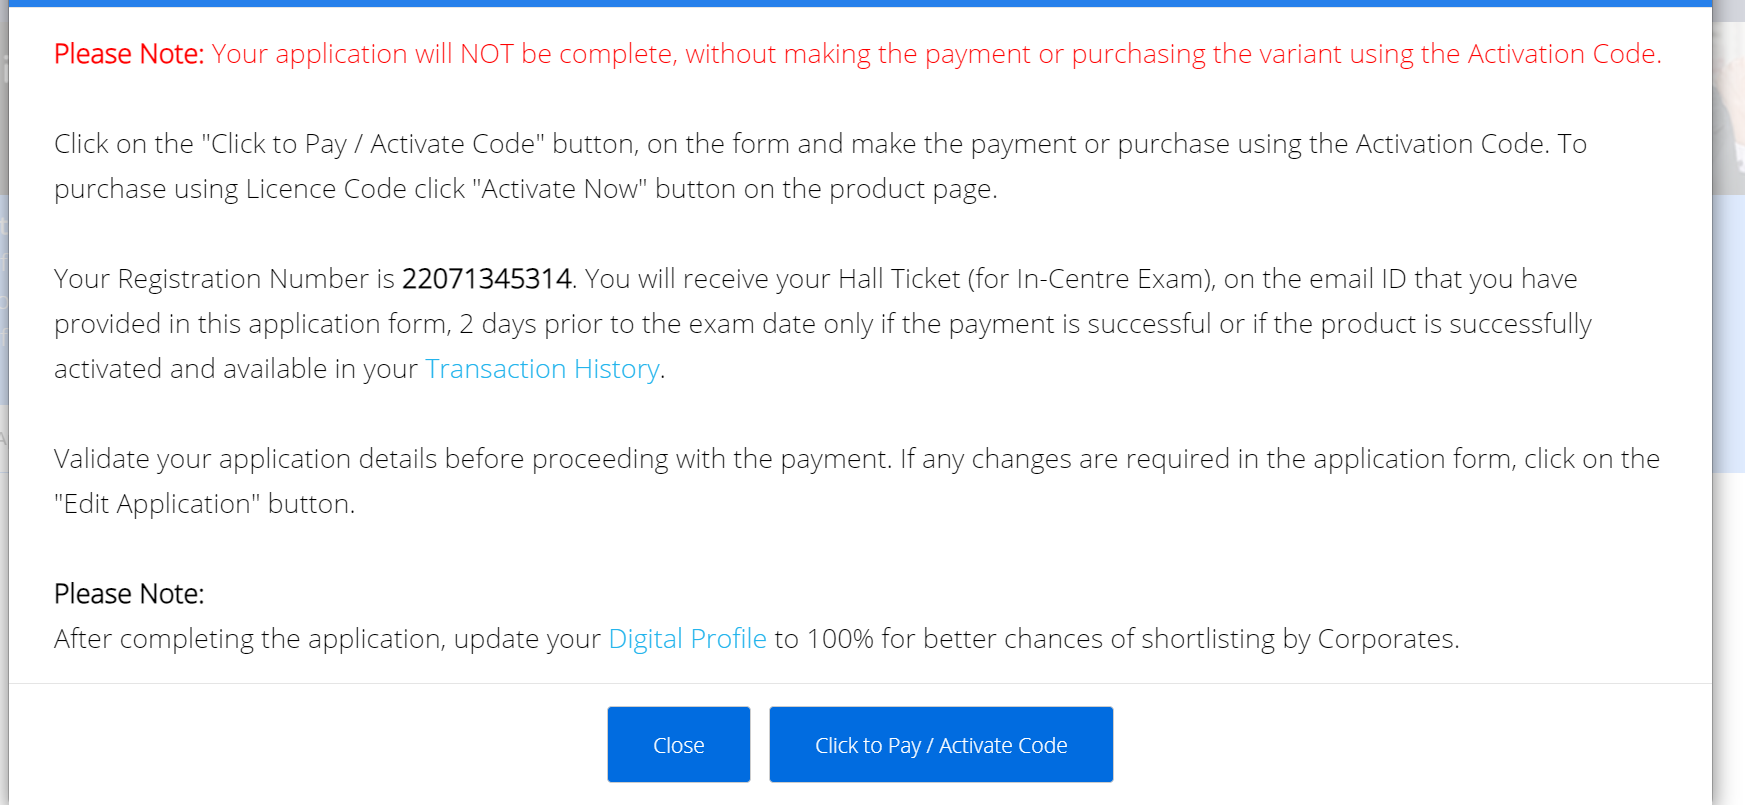 Please Note: Your application will NOT be complete, without making the payment or purchasing the variant using the Activation Code.
Click on the "Click to Pay / Activate Code" button, on the form and make the payment or purchase using the Activation Code. To
purchase using Licence Code click "Activate Now" button on the product page.
Your Registration Number is 22071345314. You will receive your Hall Ticket (for In-Centre Exam), on the email ID that you have
provided in this application form, 2 days prior to the exam date only if the payment is successful or if the product is successfully
activated and available in your Transaction History.
Validate your application details before proceeding with the payment. If any changes are required in the application form, click on the
"Edit Application" button.
Please Note:
After completing the application, update your Digital Profile to 100% for better chances of shortlisting by Corporates.
Close
Click to Pay / Activate Code